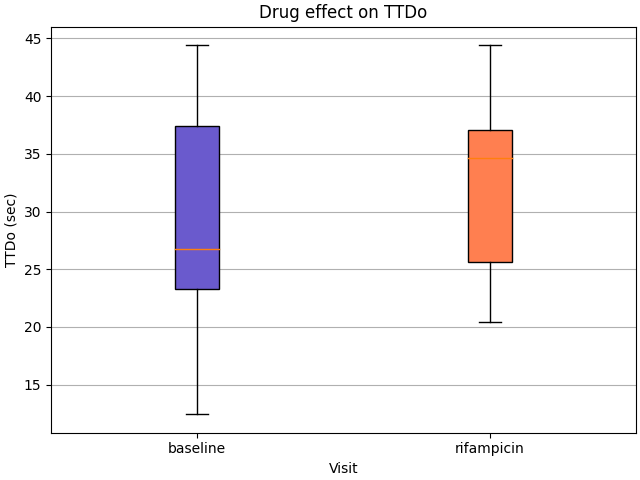 Drug effect on TTDo
TTDo (sec)
45
40
35
30
25
20
15
baseline
rifampicin
Visit